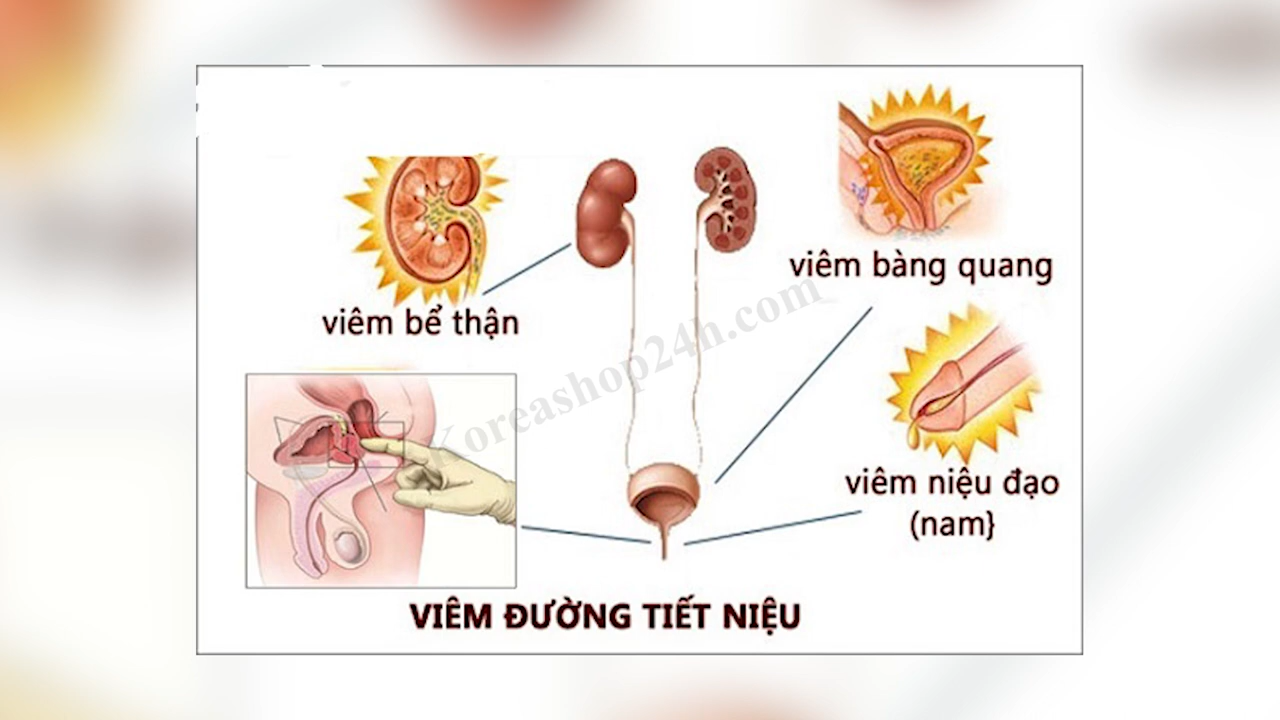 viêm bàng quang
viêm bể thận
Koreashop24h.com
viêm niệu đạo
(nam}
VIÊM ĐƯỜNG TIẾT NIỆU